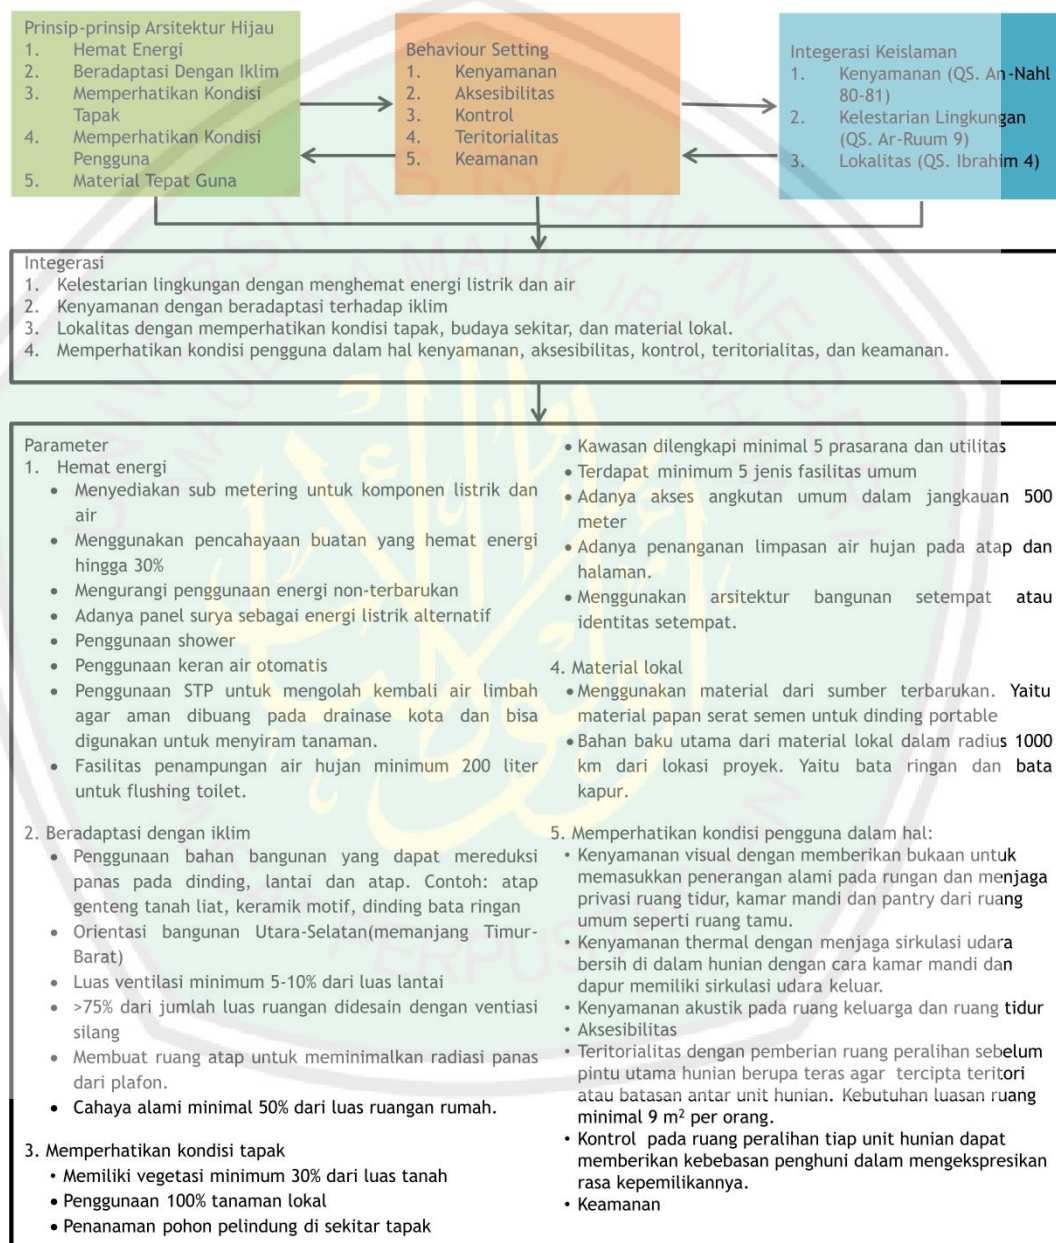 Prinsip-prinsip Arsitektur Hijau
1. Hemat Energi
2. Beradaptasi Dengan Iklim
3. Memperhatikan Kondisi
Tapak
4. Memperhatikan Kondisi
Pengguna
5. Material Tepat Guna
Behaviour Setting
1. Kenyamanan
2. Aksesibilitas
3. Kontrol
4. Teritorialitas
5. Keamanan
Integerasi Keislaman
1. Kenyamanan (QS. An-Nahl
80-81)
2. Kelestarian Lingkungan
(QS. Ar-Ruum 9)
3. Lokalitas (QS. Ibrahim 4)
Integerasi
1. Kelestarian lingkungan dengan menghemat energi listrik dan air
2. Kenyamanan dengan beradaptasi terhadap iklim
3. Lokalitas dengan memperhatikan kondisi tapak, budaya sekitar, dan material lokal.
4. Memperhatikan kondisi pengguna dalam hal kenyamanan, aksesibilitas, kontrol, teritorialitas, dan keamanan.
Parameter
1. Hemat energi
• Menyediakan sub metering untuk komponen listrik dan
air
• Menggunakan pencahayaan buatan yang hemat energi
hingga 30%
• Mengurangi penggunaan energi non-terbarukan
• Adanya panel surya sebagai energi listrik alternatif
• Penggunaan shower
• Penggunaan keran air otomatis
• Penggunaan STP untuk mengolah kembali air limbah
agar aman dibuang pada drainase kota dan bisa
digunakan untuk menyiram tanaman.
• Fasilitas penampungan air hujan minimum 200 liter
untuk flushing toilet.
2. Beradaptasi dengan iklim
• Penggunaan bahan bangunan yang dapat mereduksi
panas pada dinding, lantai dan atap. Contoh: atap
genteng tanah liat, keramik motif, dinding bata ringan
• Orientasi bangunan Utara-Selatan(memanjang Timur-
Barat)
• Luas ventilasi minimum 5-10% dari luas lantai
• >75% dari jumlah luas ruangan didesain dengan ventiasi
silang
• Membuat ruang atap untuk meminimalkan radiasi panas
dari plafon.
• Cahaya alami minimal 50% dari luas ruangan rumah.
3. Memperhatikan kondisi tapak
• Memiliki vegetasi minimum 30% dari luas tanah
• Penggunaan 100% tanaman lokal
• Penanaman pohon pelindung di sekitar tapak
• Kawasan dilengkapi minimal 5 prasarana dan utilitas
• Terdapat minimum 5 jenis fasilitas umum
• Adanya akses angkutan umum dalam jangkauan 500
meter
• Adanya penanganan limpasan air hujan pada atap dan
halaman.
• Menggunakan arsitektur bangunan setempat atau
identitas setempat.
4. Material lokal
• Menggunakan material dari sumber terbarukan. Yaitu
material papan serat semen untuk dinding portable
• Bahan baku utama dari material lokal dalam radius 1000
km dari lokasi proyek. Yaitu bata ringan dan bata
kapur.
5. Memperhatikan kondisi pengguna dalam hal:
• Kenyamanan visual dengan memberikan bukaan untuk
memasukkan penerangan alami pada rungan dan menjaga
privasi ruang tidur, kamar mandi dan pantry dari ruang
umum seperti ruang tamu.
• Kenyamanan thermal dengan menjaga sirkulasi udara
bersih di dalam hunian dengan cara kamar mandi dan
dapur memiliki sirkulasi udara keluar.
• Kenyamanan akustik pada ruang keluarga dan ruang tidur
• Aksesibilitas
• Teritorialitas dengan pemberian ruang peralihan sebelum
pintu utama hunian berupa teras agar tercipta teritori
atau batasan antar unit hunian. Kebutuhan luasan ruang
minimal 9 m² per orang.
• Kontrol pada ruang peralihan tiap unit hunian dapat
memberikan kebebasan penghuni dalam mengekspresikan
rasa kepemilikannya.
• Keamanan
UNIVERSITAS ISLAM NEGERI
MAULANA MALIK IBRAHIM